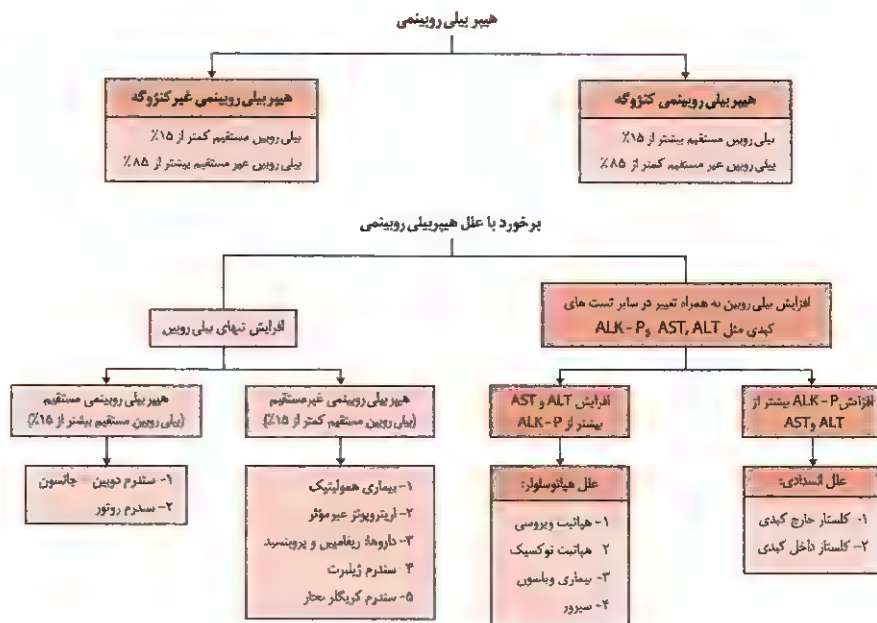 هیپر بیلی روبینمی
هیپر بیلی روبینمی کنژوگه
بیلی روبین مستقیم بیشتر از ۱۵٪
بیلی روبین غیر مستقیم کمتر از ۸۵٪
هیپر بیلی روبینمی غیر کنژوگه
بیلی روبین مستقیم کمتر از ۱۵٪
بیلی روبین غیر مستقیم بیشتر از ۸۵٪
برخورد با علل هیپربیلی روبینمی
افزایش بیلی روبین به همراه تغییر در سایر تست های
کبدی مثل AST, ALT و ALK - P
افزایش تنهای بیلی روبین
افزایش ALK - P بیشتر از
AST و ALT
علل انسدادی:
۱- کلستاز خارج کبدی
۲- کلستاز داخل کبدی
افزایش ALT و AST
بیشتر از ALK - P
علل هپاتوسلولر:
۱- هپاتیت ویروسی
۲ هپاتیت توکسیک
۳- بیماری ویلسون
۴- سیروز
هیپر بیلی روبینمی غیرمستقیم
(بیلی روبین مستقیم کمتر از ۱۵٪)
۱- بیماری همولیتیک
۲- اریتروپوئز غیرمؤثر
۳- داروها: ریفامپین و پروبنسید
۴ سندرم ژیلبرت
۵- سندرم کریگلر نجار
هیپر بیلی روبینمی مستقیم
(بیلی روبین مستقیم بیشتر از ۱۵٪)
۱- سندرم دوبین - جانسون
۲- سندرم روتور